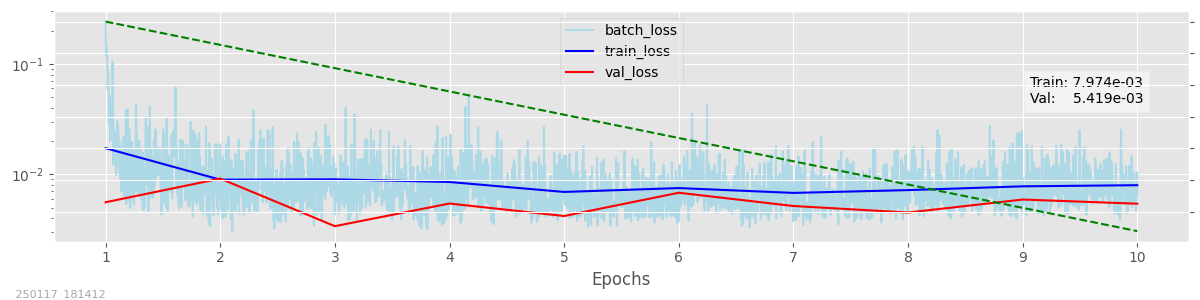 batch_loss
train_loss
val_loss
10⁻¹
10⁻²
Train: 7.974e-03
Val: 5.419e-03
1 2 3 4 5 6 7 8 9 10
Epochs
250117_181412